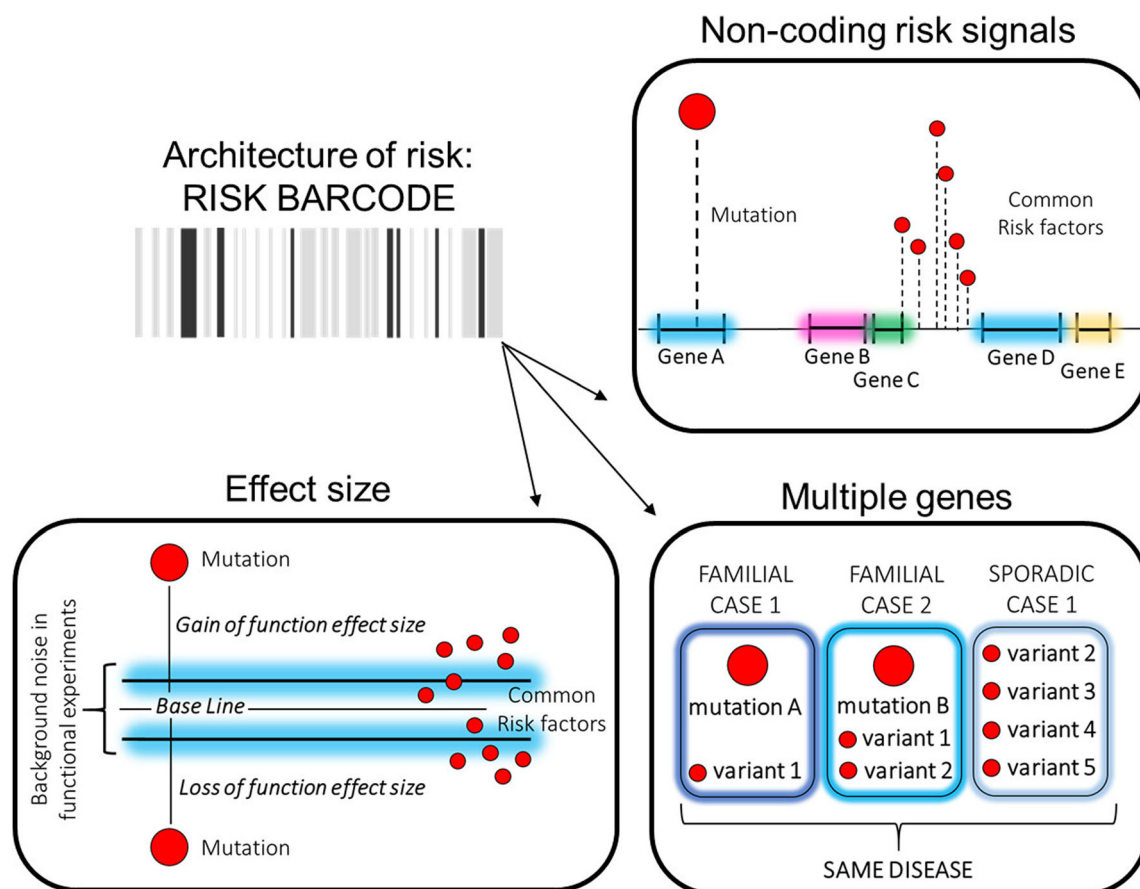 Non-coding risk signals
Architecture of risk:
RISK BARCODE
Mutation
Common
Risk factors
Gene A
Gene B
Gene C
Gene D
Gene E
Effect size
Mutation
Gain of function effect size
Background noise in
functional experiments
Base Line
Common
Risk factors
Loss of function effect size
Mutation
Multiple genes
FAMILIAL
CASE 1
mutation A
variant 1
FAMILIAL
CASE 2
mutation B
variant 1
variant 2
SPORADIC
CASE 1
variant 2
variant 3
variant 4
variant 5
SAME DISEASE